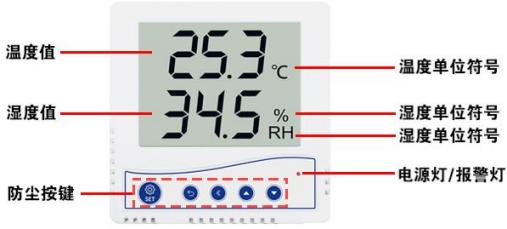 温度值
25.3
℃
温度单位符号
湿度值
34.5
%
湿度单位符号
RH
湿度单位符号
电源灯/报警灯
防尘按键
SET